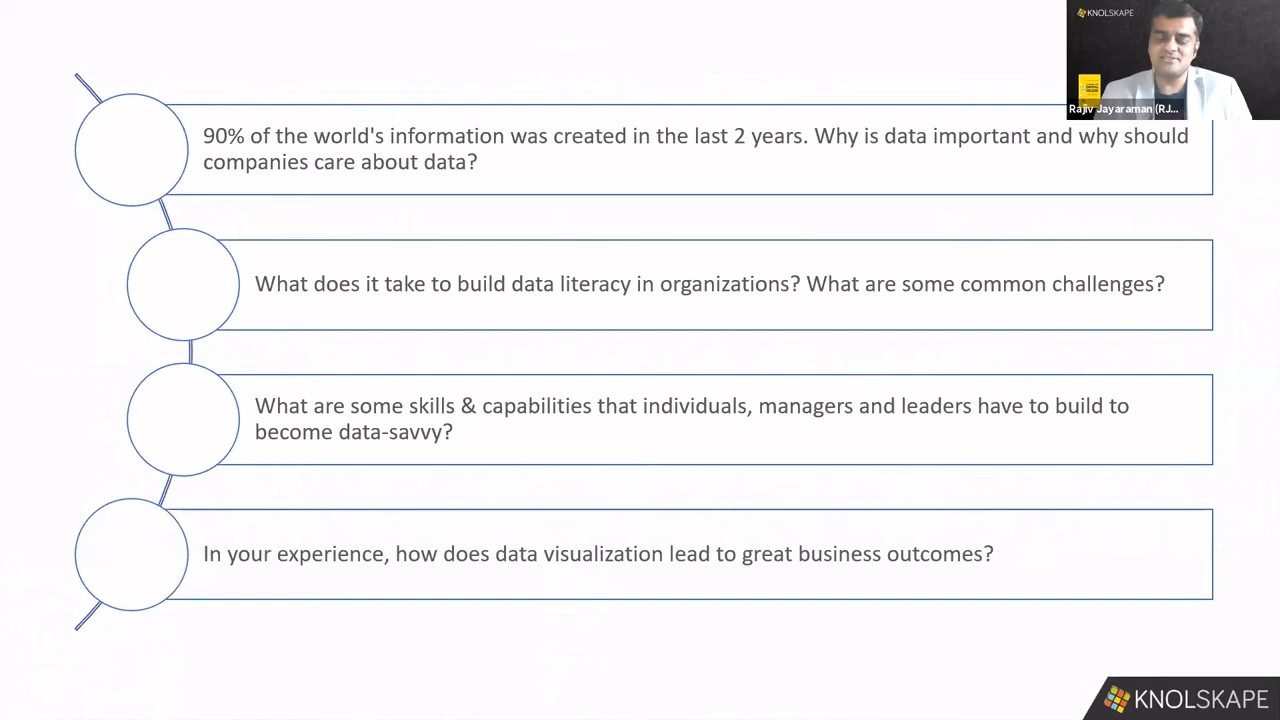 KNOLSKAPE
Rajiv Jayaraman (RJ...
90% of the world's information was created in the last 2 years. Why is data important and why should
companies care about data?
What does it take to build data literacy in organizations? What are some common challenges?
What are some skills & capabilities that individuals, managers and leaders have to build to
become data-savvy?
In your experience, how does data visualization lead to great business outcomes?
KNOLSKAPE